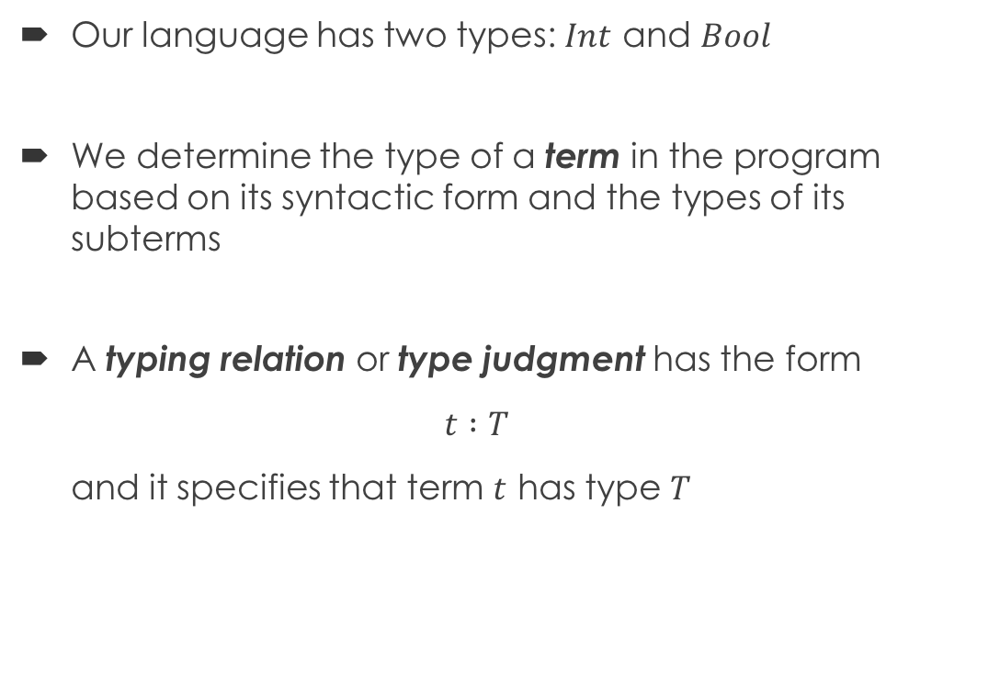 Our language has two types: Int and Bool
We determine the type of a term in the program
based on its syntactic form and the types of its
subterms
A typing relation or type judgment has the form
t : T
and it specifies that term t has type T